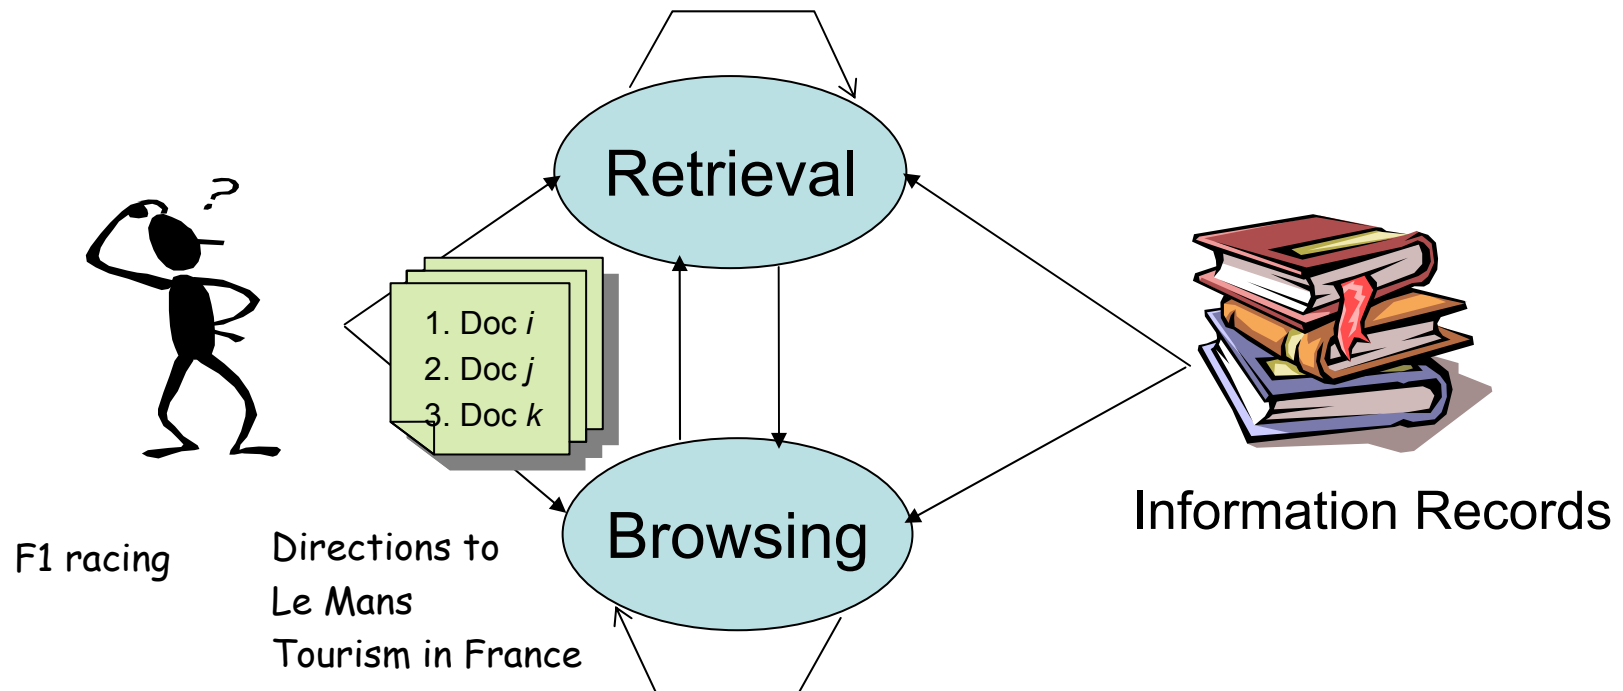 Retrieval
?
1. Doc i
2. Doc j
3. Doc k
Browsing
Information Records
F1 racing
Directions to
Le Mans
Tourism in France